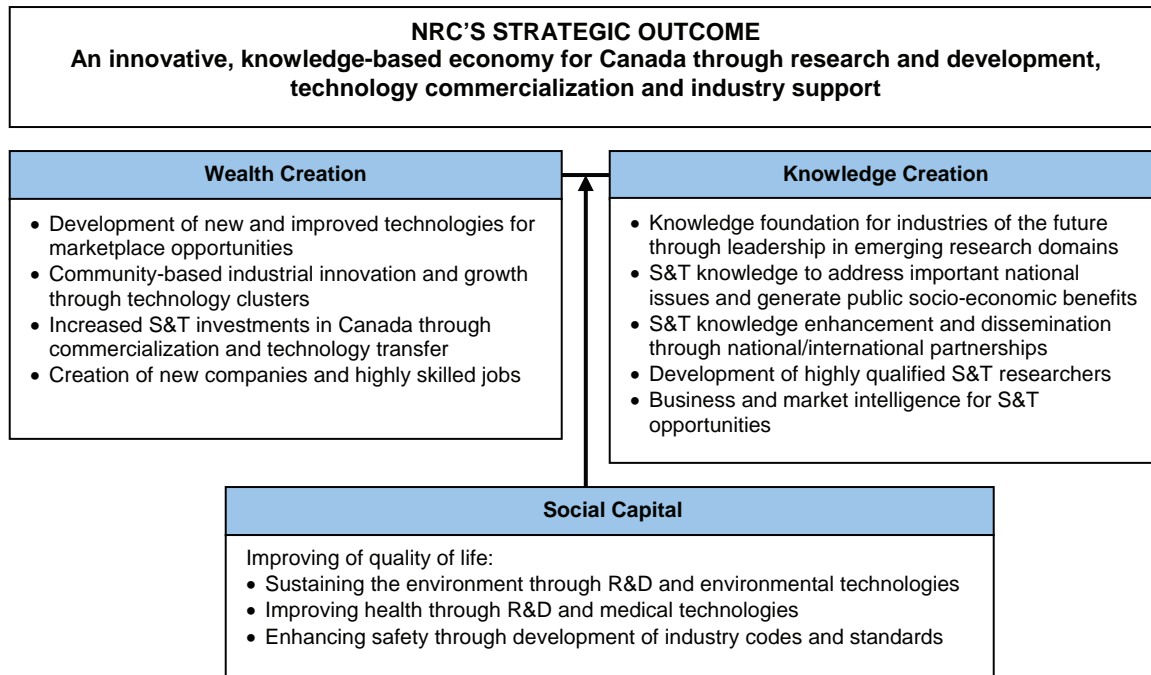 NRC'S STRATEGIC OUTCOME
An innovative, knowledge-based economy for Canada through research and development,
technology commercialization and industry support
Wealth Creation
• Development of new and improved technologies for
marketplace opportunities
• Community-based industrial innovation and growth
through technology clusters
• Increased S&T investments in Canada through
commercialization and technology transfer
• Creation of new companies and highly skilled jobs
Knowledge Creation
• Knowledge foundation for industries of the future
through leadership in emerging research domains
• S&T knowledge to address important national
issues and generate public socio-economic benefits
• S&T knowledge enhancement and dissemination
through national/international partnerships
• Development of highly qualified S&T researchers
• Business and market intelligence for S&T
opportunities
Social Capital
Improving of quality of life:
• Sustaining the environment through R&D and environmental technologies
• Improving health through R&D and medical technologies
• Enhancing safety through development of industry codes and standards